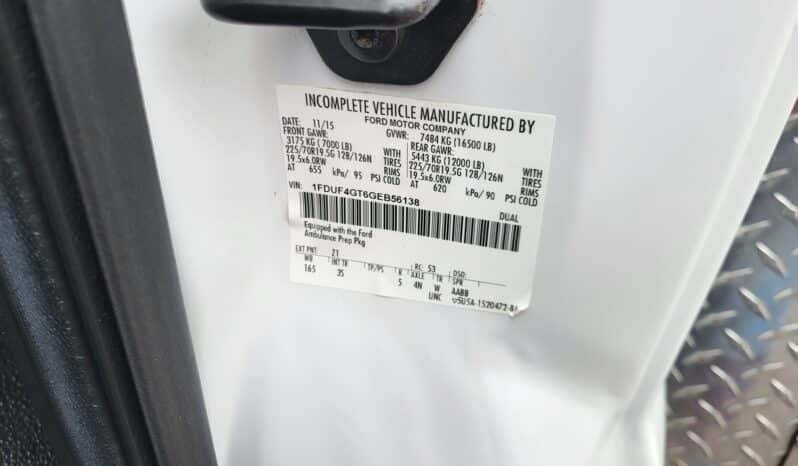 INCOMPLETE VEHICLE MANUFACTURED BY
FORD MOTOR COMPANY
DATE: 11/15 GVWR: 7484 KG (16500 LB)
FRONT GAWR: REAR GAWR:
3175 KG ( 7000 LB) WITH 5443 KG (12000 LB) WITH
225/70R19.5G 128/126N TIRES 225/70R19.5G 128/126N TIRES
19.5x6.0RW RIMS 19.5x6.0RW RIMS
AT 655 kPa/ 95 PSI COLD AT 620 kPa/ 90 PSI COLD
VIN: 1FDUF4GT6GEB56138 DUAL
Equipped with the Ford
Ambulance Prep Pkg
EXT PNT: Z1 RC: 53 DSO:
WB INT TR TP/PS R AXLE TR SPR
165 3S 5 4N W AABB
UNC